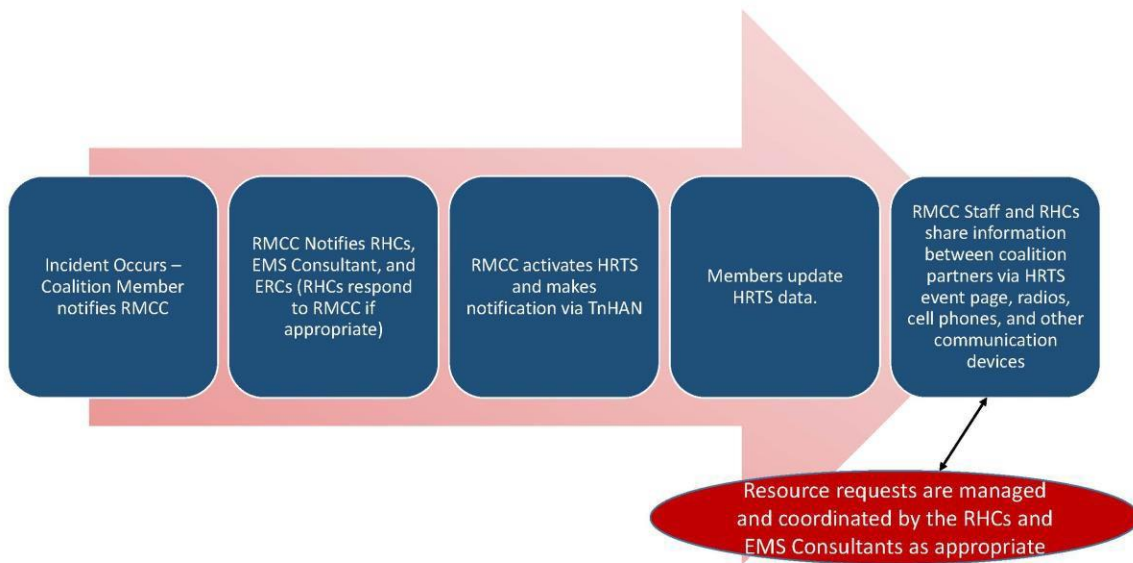 Incident Occurs –
Coalition Member
notifies RMCC
RMCC Notifies RHCs,
EMS Consultant, and
ERCs (RHCs respond
to RMCC if
appropriate)
RMCC activates HRTS
and makes
notification via TnHAN
Members update
HRTS data.
RMCC Staff and RHCs
share information
between coalition
partners via HRTS
event page, radios,
cell phones, and other
communication
devices
Resource requests are managed
and coordinated by the RHCs and
EMS Consultants as appropriate